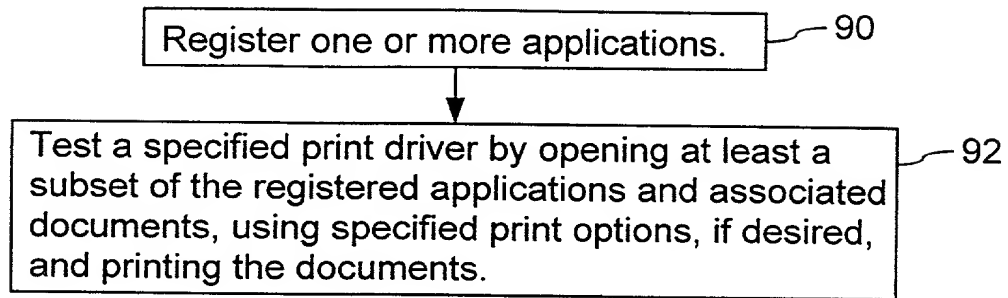 Register one or more applications.
90
Test a specified print driver by opening at least a
92
subset of the registered applications and associated
documents, using specified print options, if desired,
and printing the documents.